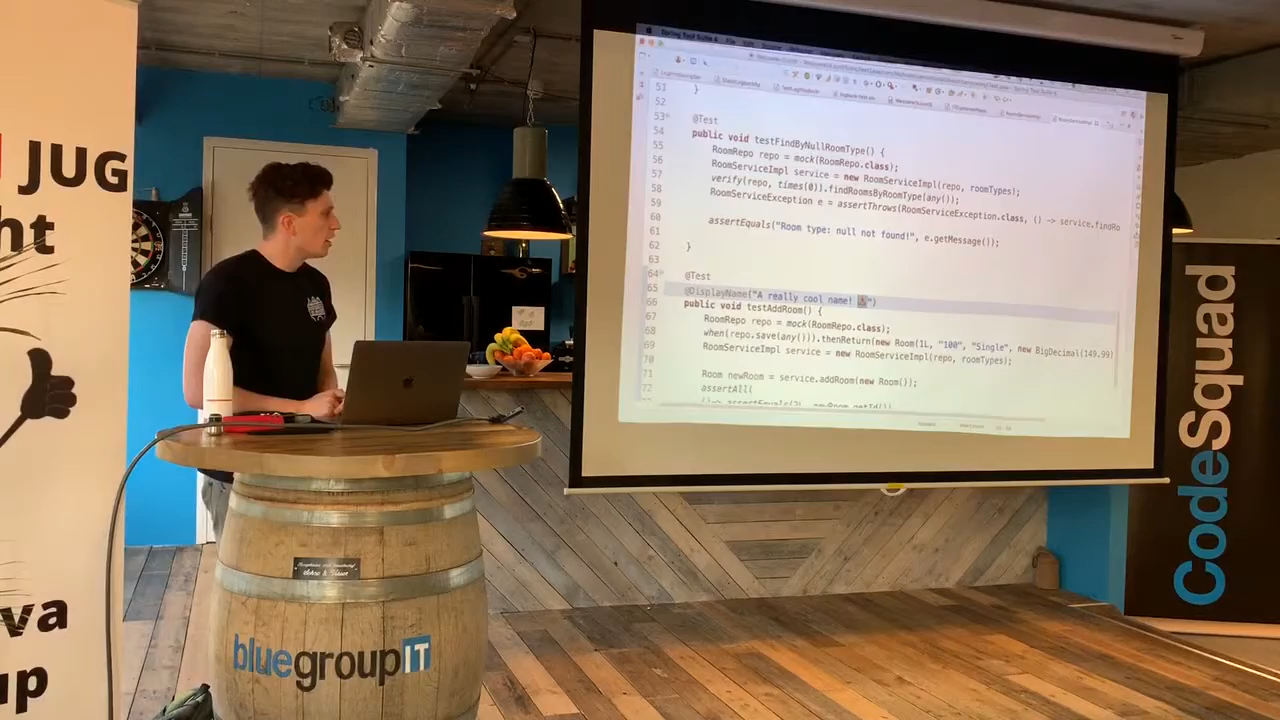 JUG
ht
va
up
bluegroupIT
CodeSquad
Spring Tool Suite 4
51 }
52
53 @Test
54 public void testFindByNullRoomType() {
55 RoomRepo repo = mock(RoomRepo.class);
56 RoomServiceImpl service = new RoomServiceImpl(repo, roomTypes);
57 verify(repo, times(0)).findRoomsByRoomType(any());
58 RoomServiceException e = assertThrows(RoomServiceException.class, () -> service.findRo
59
60 assertEquals("Room type: null not found!", e.getMessage());
61
62 }
63
64 @Test
65 @DisplayName("A really cool name! ")
66 public void testAddRoom() {
67 RoomRepo repo = mock(RoomRepo.class);
68 when(repo.save(any())).thenReturn(new Room(1L, "100", "Single", new BigDecimal(149.99)
69 RoomServiceImpl service = new RoomServiceImpl(repo, roomTypes);
70
71 Room newRoom = service.addRoom(new Room());
72 assertAll(